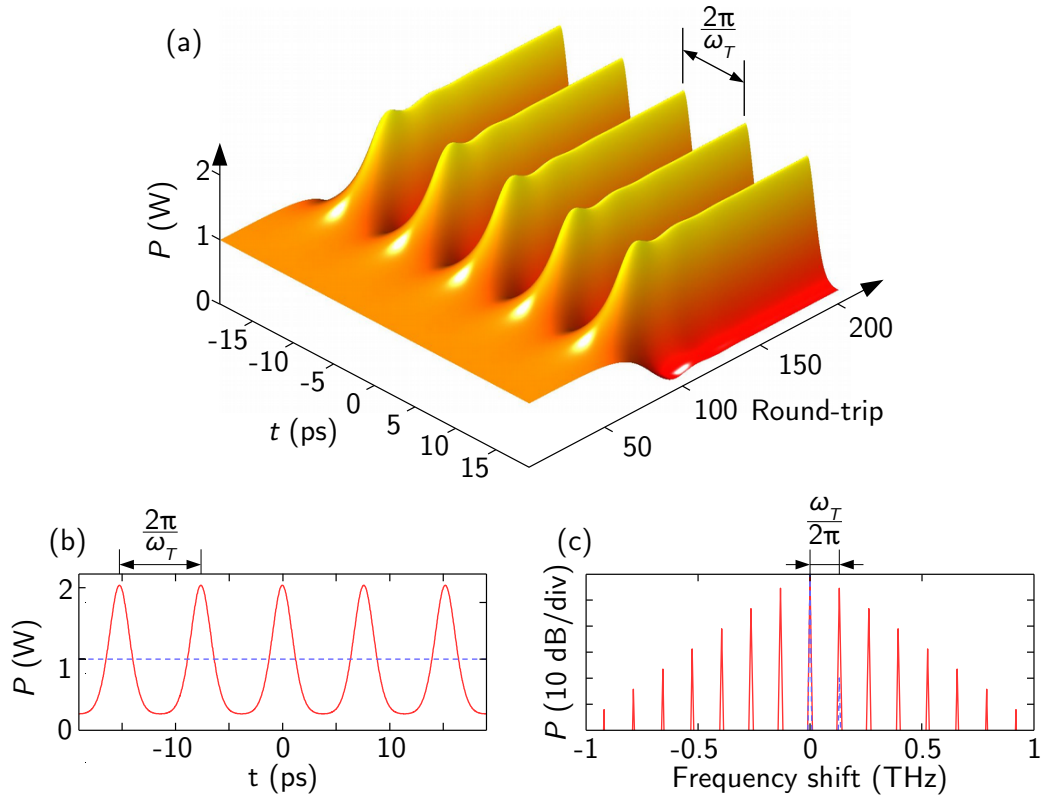 (a)
2π
ω_T
P (W)
2
1
0
-15
-10
-5
0
5
10
15
t (ps)
50
100
150
200
Round-trip
(b)
2π
ω_T
P (W)
2
1
0
-10
0
10
t (ps)
(c)
ω_T
2π
P (10 dB/div)
-1
-0.5
0
0.5
1
Frequency shift (THz)